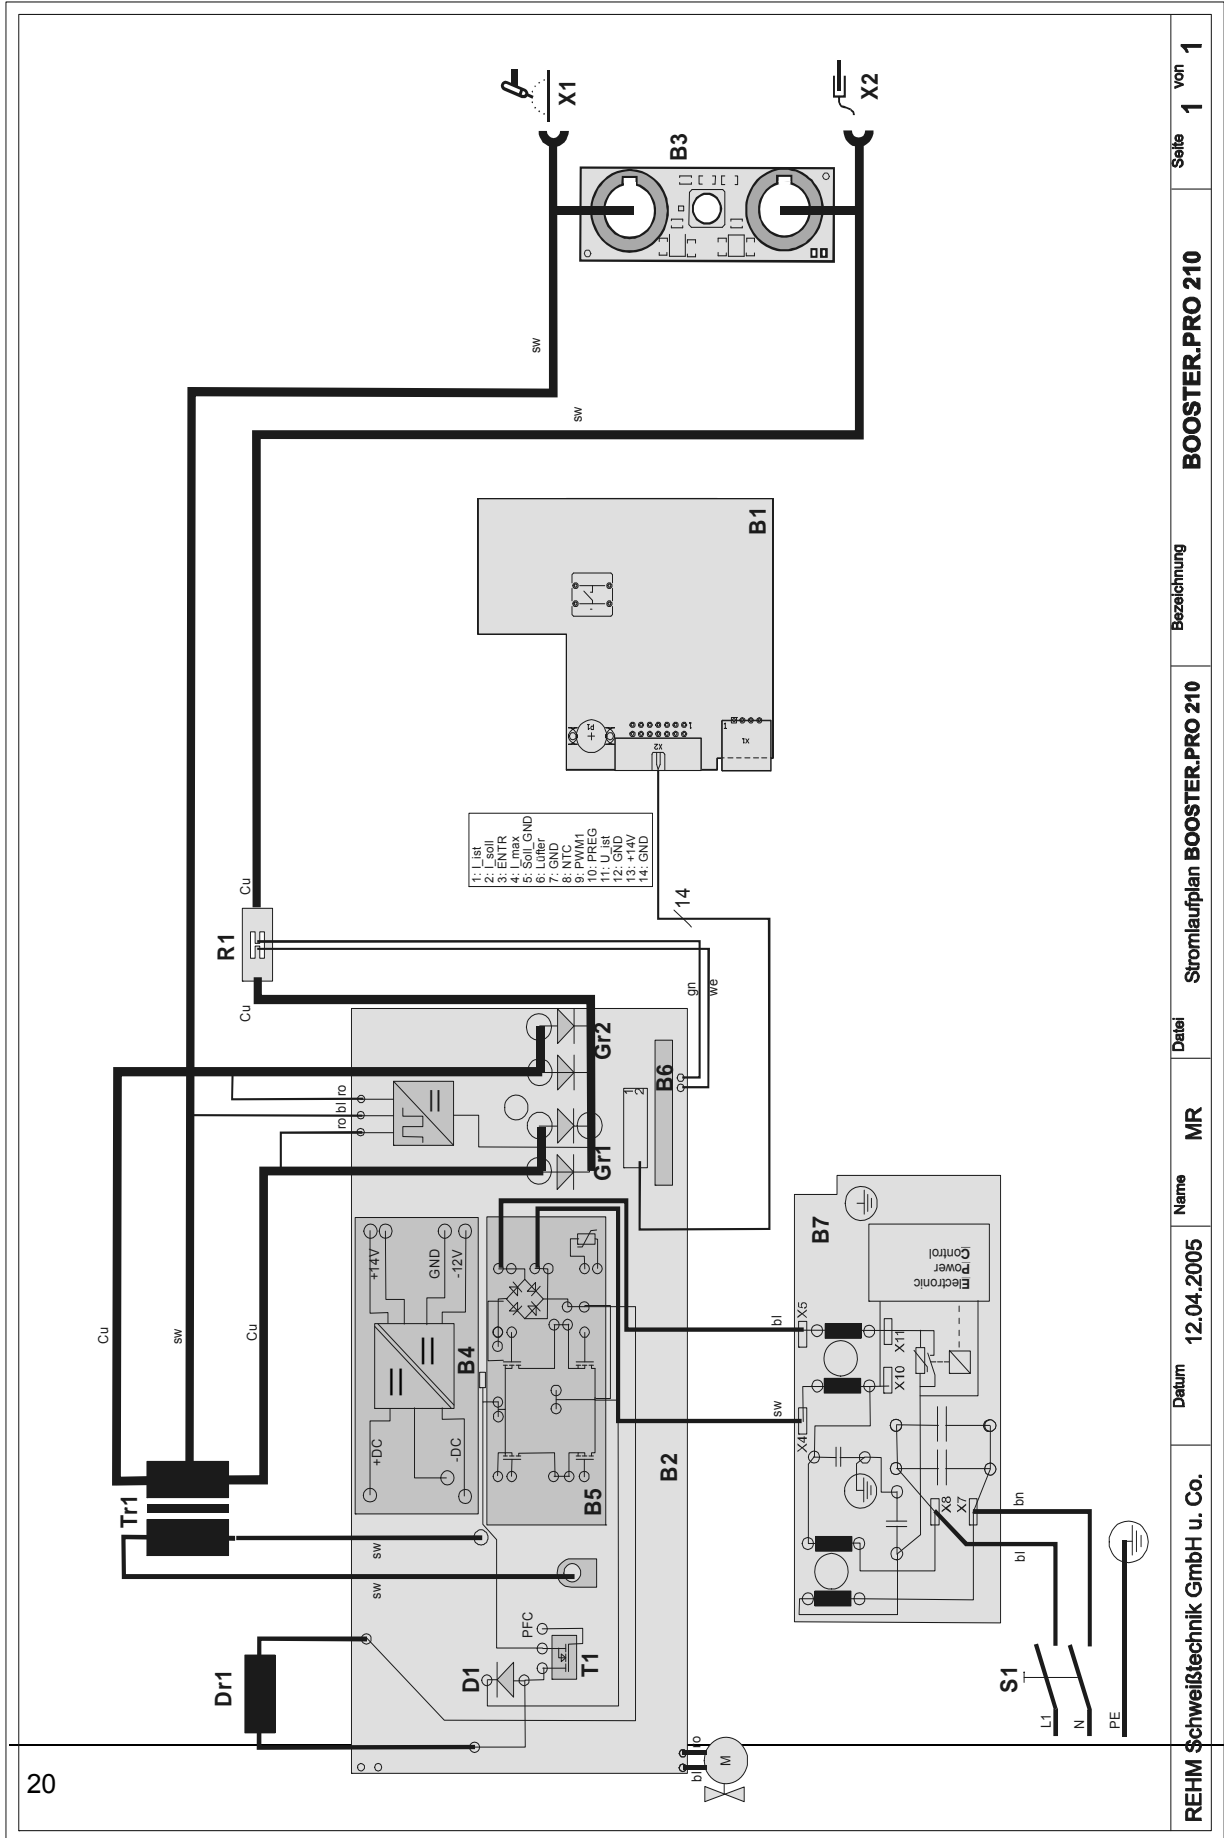 20
X1
X2
B3
sw
sw
B1
P1
X2
1
1
X1
1: I_ist
2: I_soll
3: ENTR
4: I_max
5: Soll_GND
6: Lüfter
7: GND
8: NTC
9: PWM1
10: PREG
11: U_ist
12: GND
13: +14V
14: GND
14
Cu
R1
Cu
gn
we
Gr2
Gr1
1
2
B6
ro
bl
ro
Cu
sw
Cu
Tr1
+14V
GND
-12V
+DC
-DC
B4
B5
B2
sw
sw
Dr1
PFC
D1
T1
bl
ro
M
B7
Electronic
Power
Control
bl
X5
sw
X4
X11
X10
X8
X7
bn
bl
S1
L1
N
PE
REHM Schweißtechnik GmbH u. Co.
Datum 12.04.2005
Name MR
Datei Stromlaufplan BOOSTER.PRO 210
Bezeichnung BOOSTER.PRO 210
Seite 1 von 1